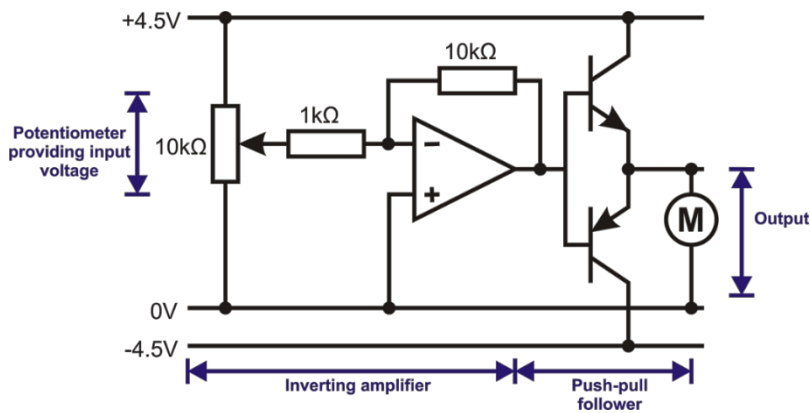 +4.5V
10kΩ
1kΩ
Potentiometer
providing input
voltage
10kΩ
−
+
M
Output
0V
-4.5V
Inverting amplifier
Push-pull
follower